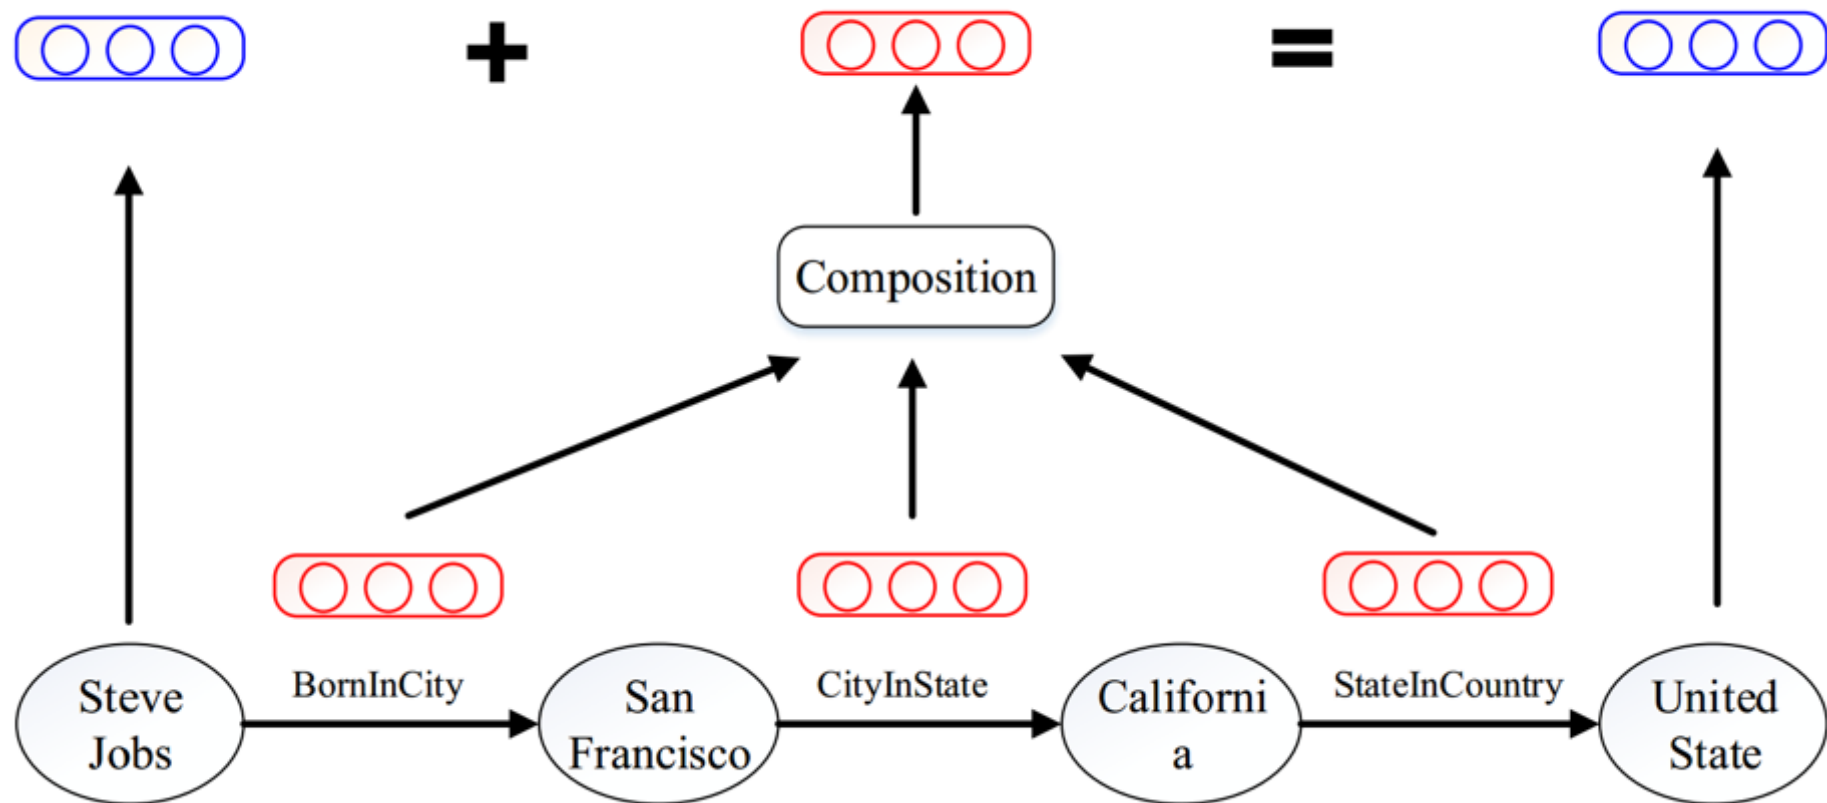 +
=
Composition
BornInCity
CityInState
StateInCountry
Steve
Jobs
San
Francisco
Californi
a
United
State